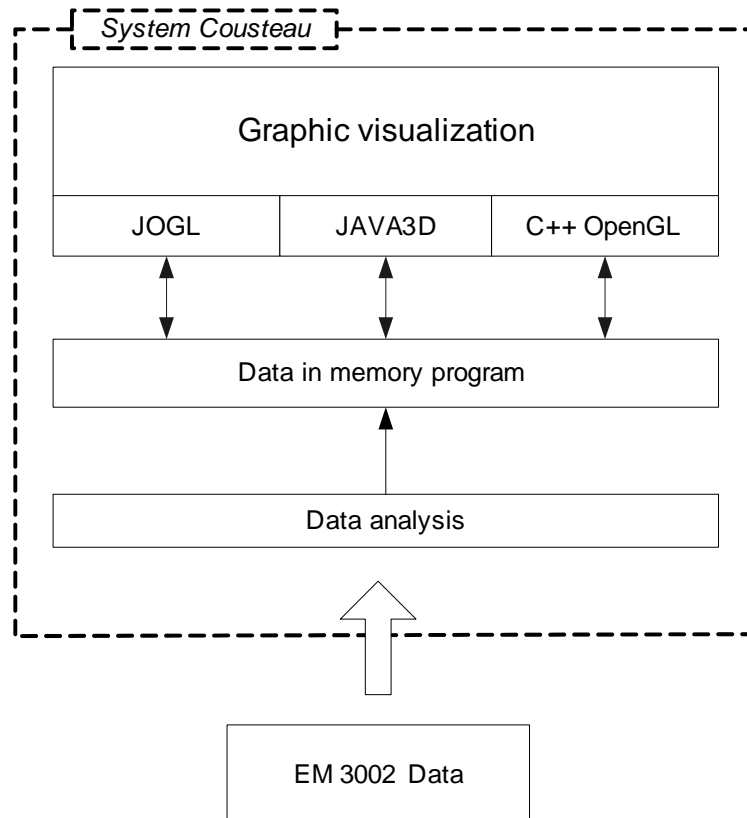 System Cousteau
Graphic visualization
JOGL
JAVA3D
C++ OpenGL
Data in memory program
Data analysis
EM 3002 Data